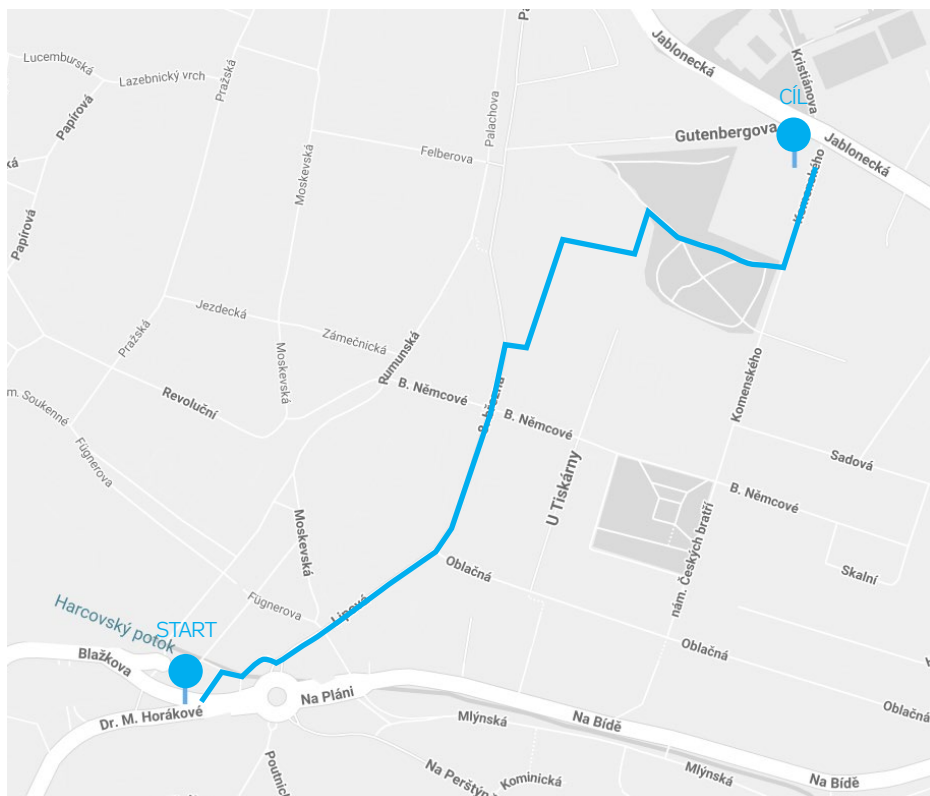 Jablonecká
Kristiánova
Lucemburská
Lazebnický vrch
Pražská
Papírová
Palachova
CÍL
Gutenbergova
Jablonecká
Felberova
Moskevská
Komenského
Papírová
Jezdecká
Zámečnická
Pražská
Rumunská
Moskevská
Komenského
B. Němcové
Revoluční
B. Němcové
Soukenné
Fügnerova
Sadová
U Tiskárny
B. Němcové
Moskevská
nám. Českých bratří
Oblačná
Skalní
Fügnerova
Lipová
Harcovský potok
START
Oblačná
Blažkova
Na Pláni
Dr. M. Horákové
Mlýnská
Na Bídě
Oblačná
Na Perštýn
Kominická
Mlýnská
Na Bídě